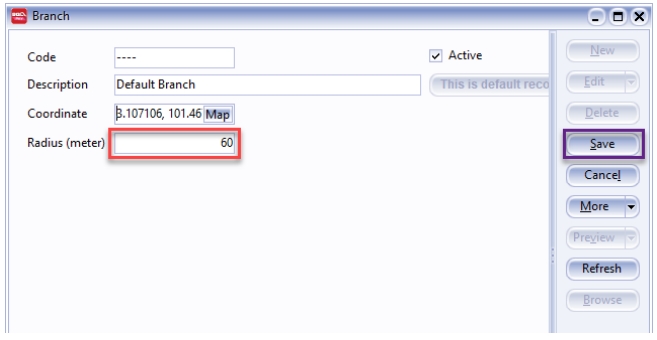 Branch
Code ---- Active New
Description Default Branch This is default reco Edit
Coordinate 3.107106, 101.46 Map Delete
Radius (meter) 60 Save
Cancel
More
Preview
Refresh
Browse